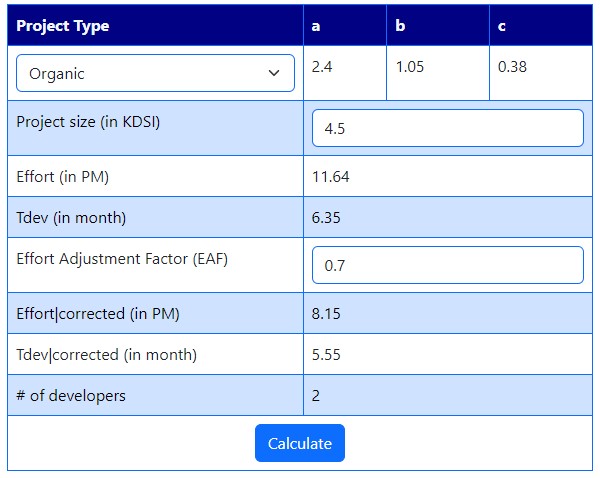 Project Type a b c
Organic 2.4 1.05 0.38
Project size (in KDSI) 4.5
Effort (in PM) 11.64
Tdev (in month) 6.35
Effort Adjustment Factor (EAF) 0.7
Effort|corrected (in PM) 8.15
Tdev|corrected (in month) 5.55
# of developers 2
Calculate